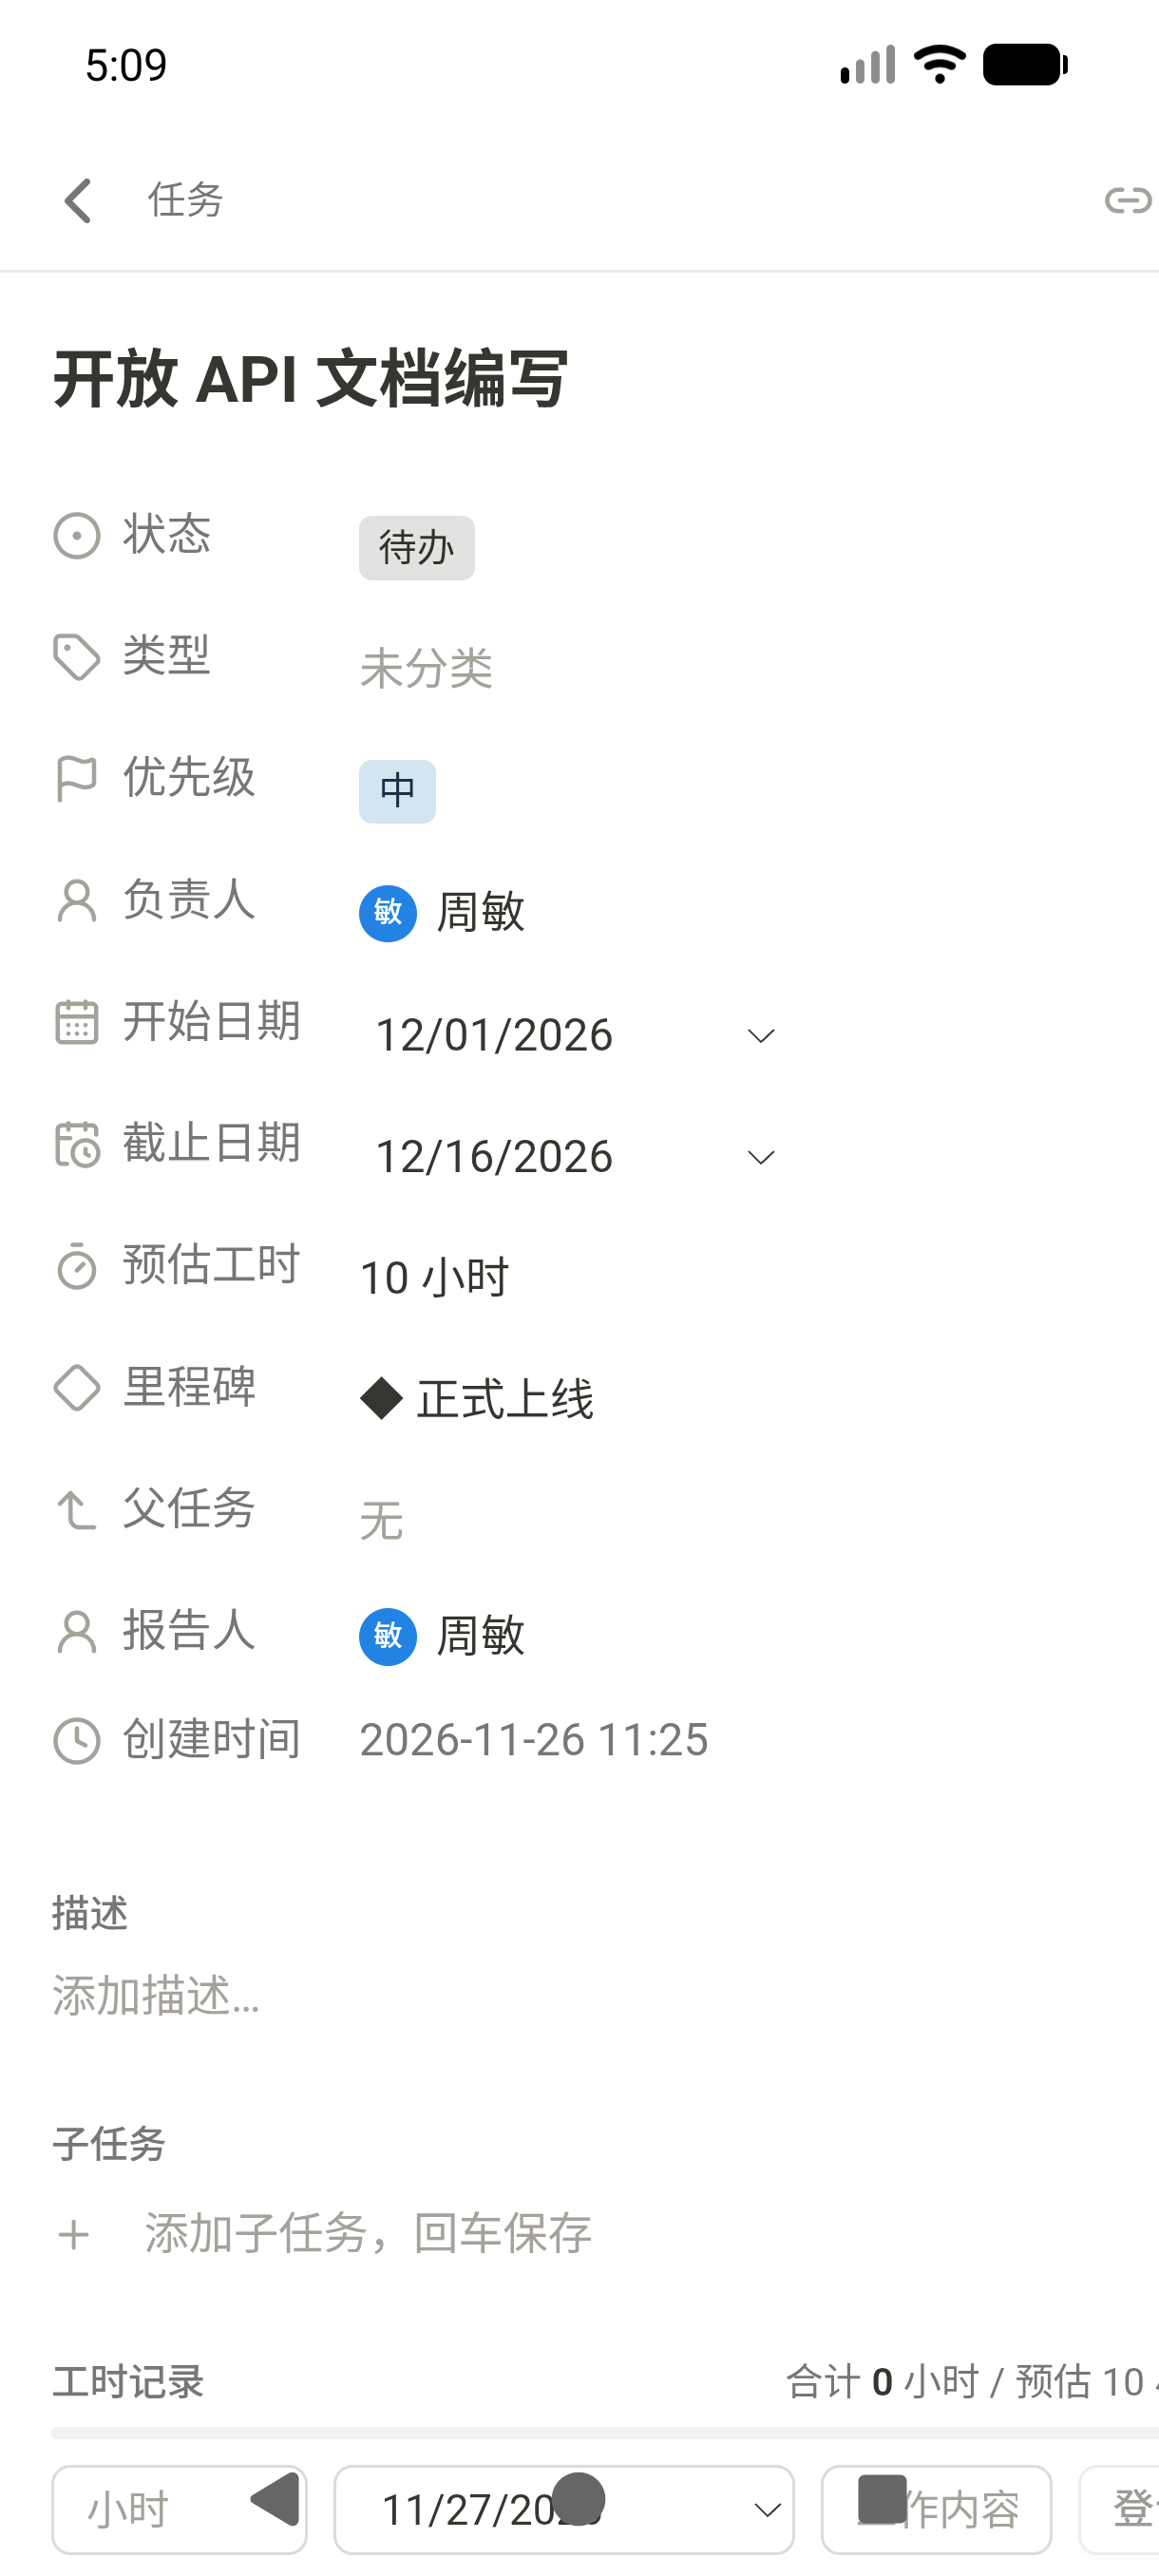 5:09
任务
开放 API 文档编写
状态 待办
类型 未分类
优先级 中
负责人 敏 周敏
开始日期 12/01/2026
截止日期 12/16/2026
预估工时 10 小时
里程碑 ◆ 正式上线
父任务 无
报告人 敏 周敏
创建时间 2026-11-26 11:25
描述
添加描述...
子任务
+ 添加子任务，回车保存
工时记录 合计 0 小时 / 预估 10
小时 11/27/20 作内容